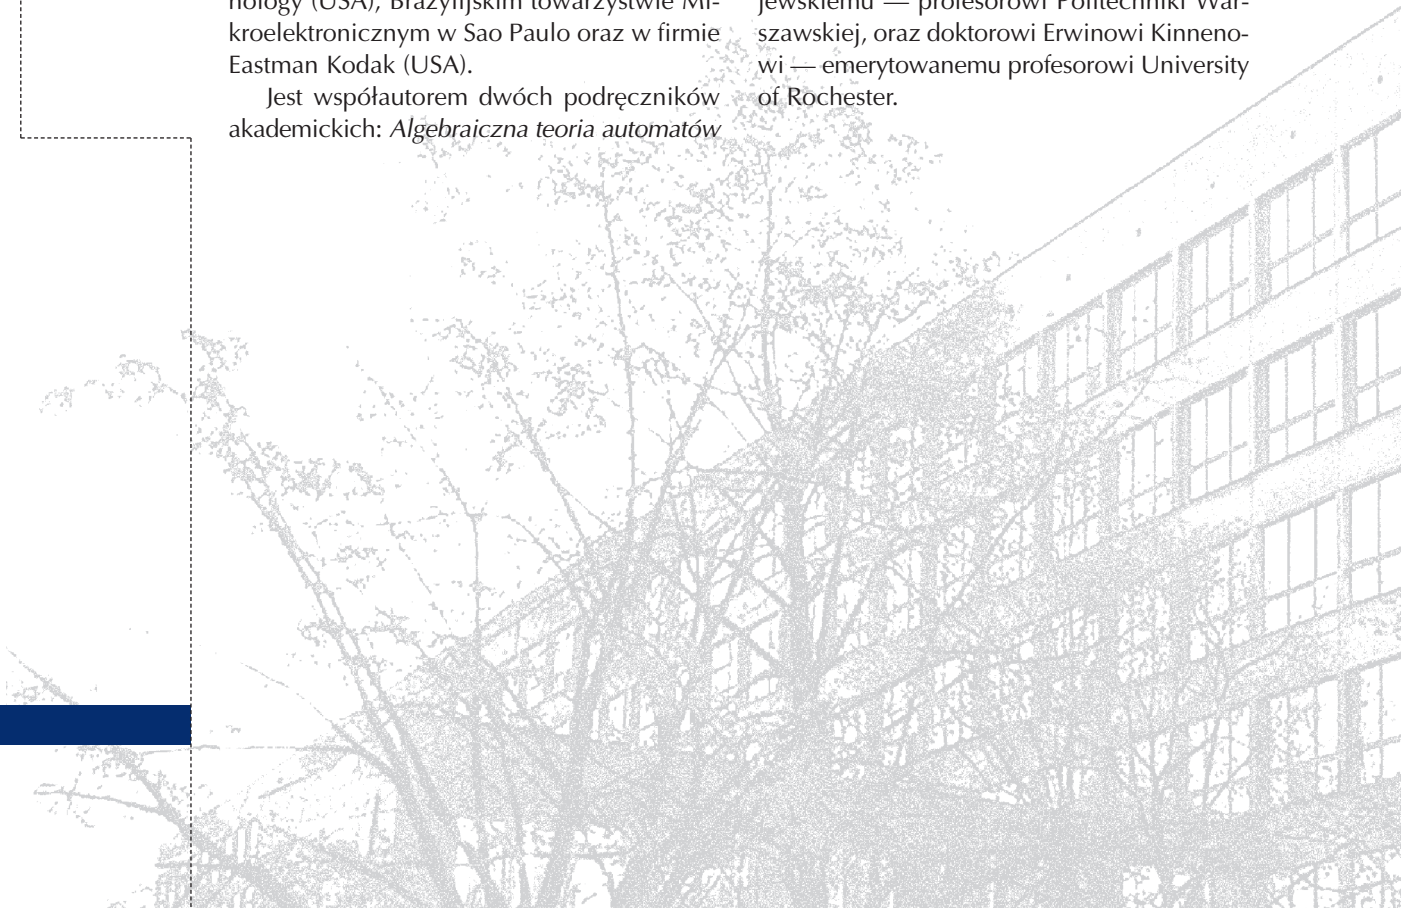 nology (USA), Brazylijskim towarzystwie Mi-
kroelektronicznym w Sao Paulo oraz w firmie
Eastman Kodak (USA).
Jest współautorem dwóch podręczników
akademickich: Algebraiczna teoria automatów
jewskiemu — profesorowi Politechniki War-
szawskiej, oraz doktorowi Erwinowi Kinneno-
wi — emerytowanemu profesorowi University
of Rochester.